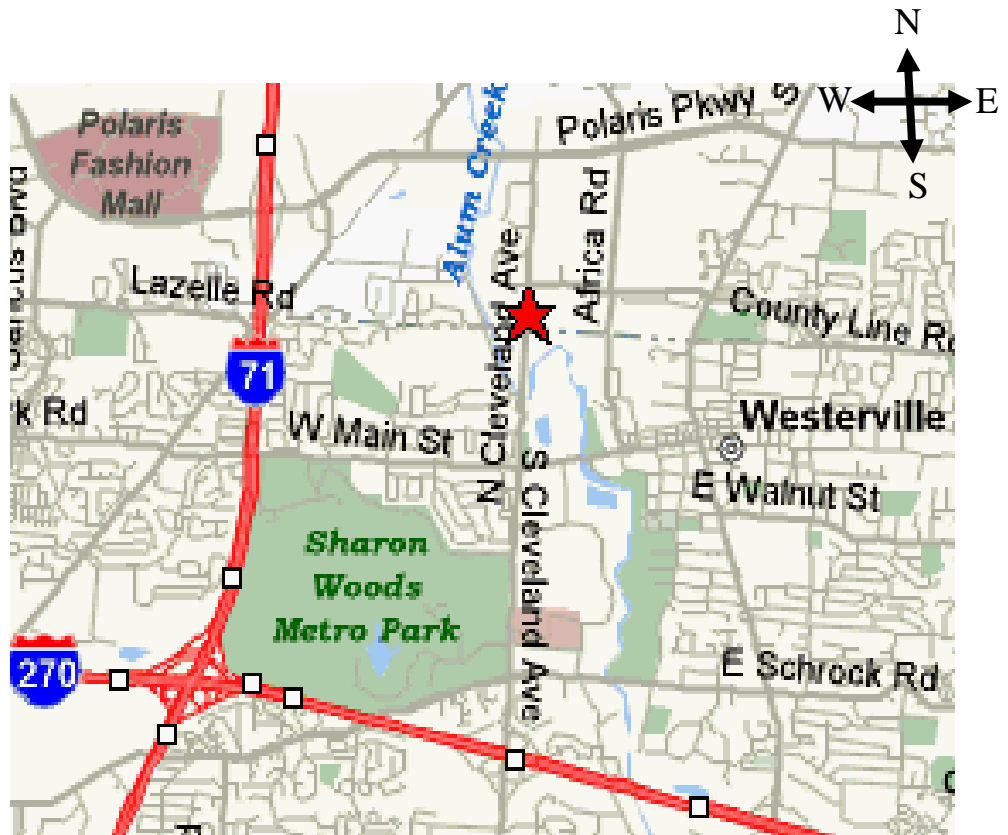 N
W E
S
Polaris Pkwy
S
Polaris
Fashion
Mall
Alum Creek
Africa Rd
N Cleveland Ave
Lazelle Rd
County Line Rd
71
k Rd
W Main St
Westerville
E Walnut St
S Cleveland Ave
Sharon
Woods
Metro Park
270
E Schrock Rd